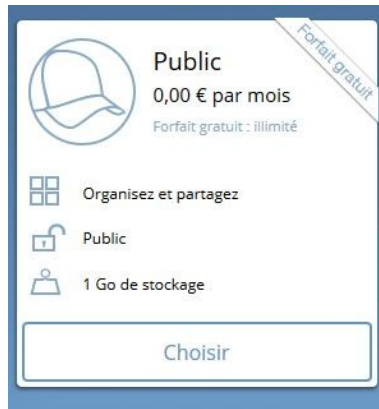 Forfait gratuit
Public
0,00 € par mois
Forfait gratuit : illimité
Organisez et partagez
Public
1 Go de stockage
Choisir